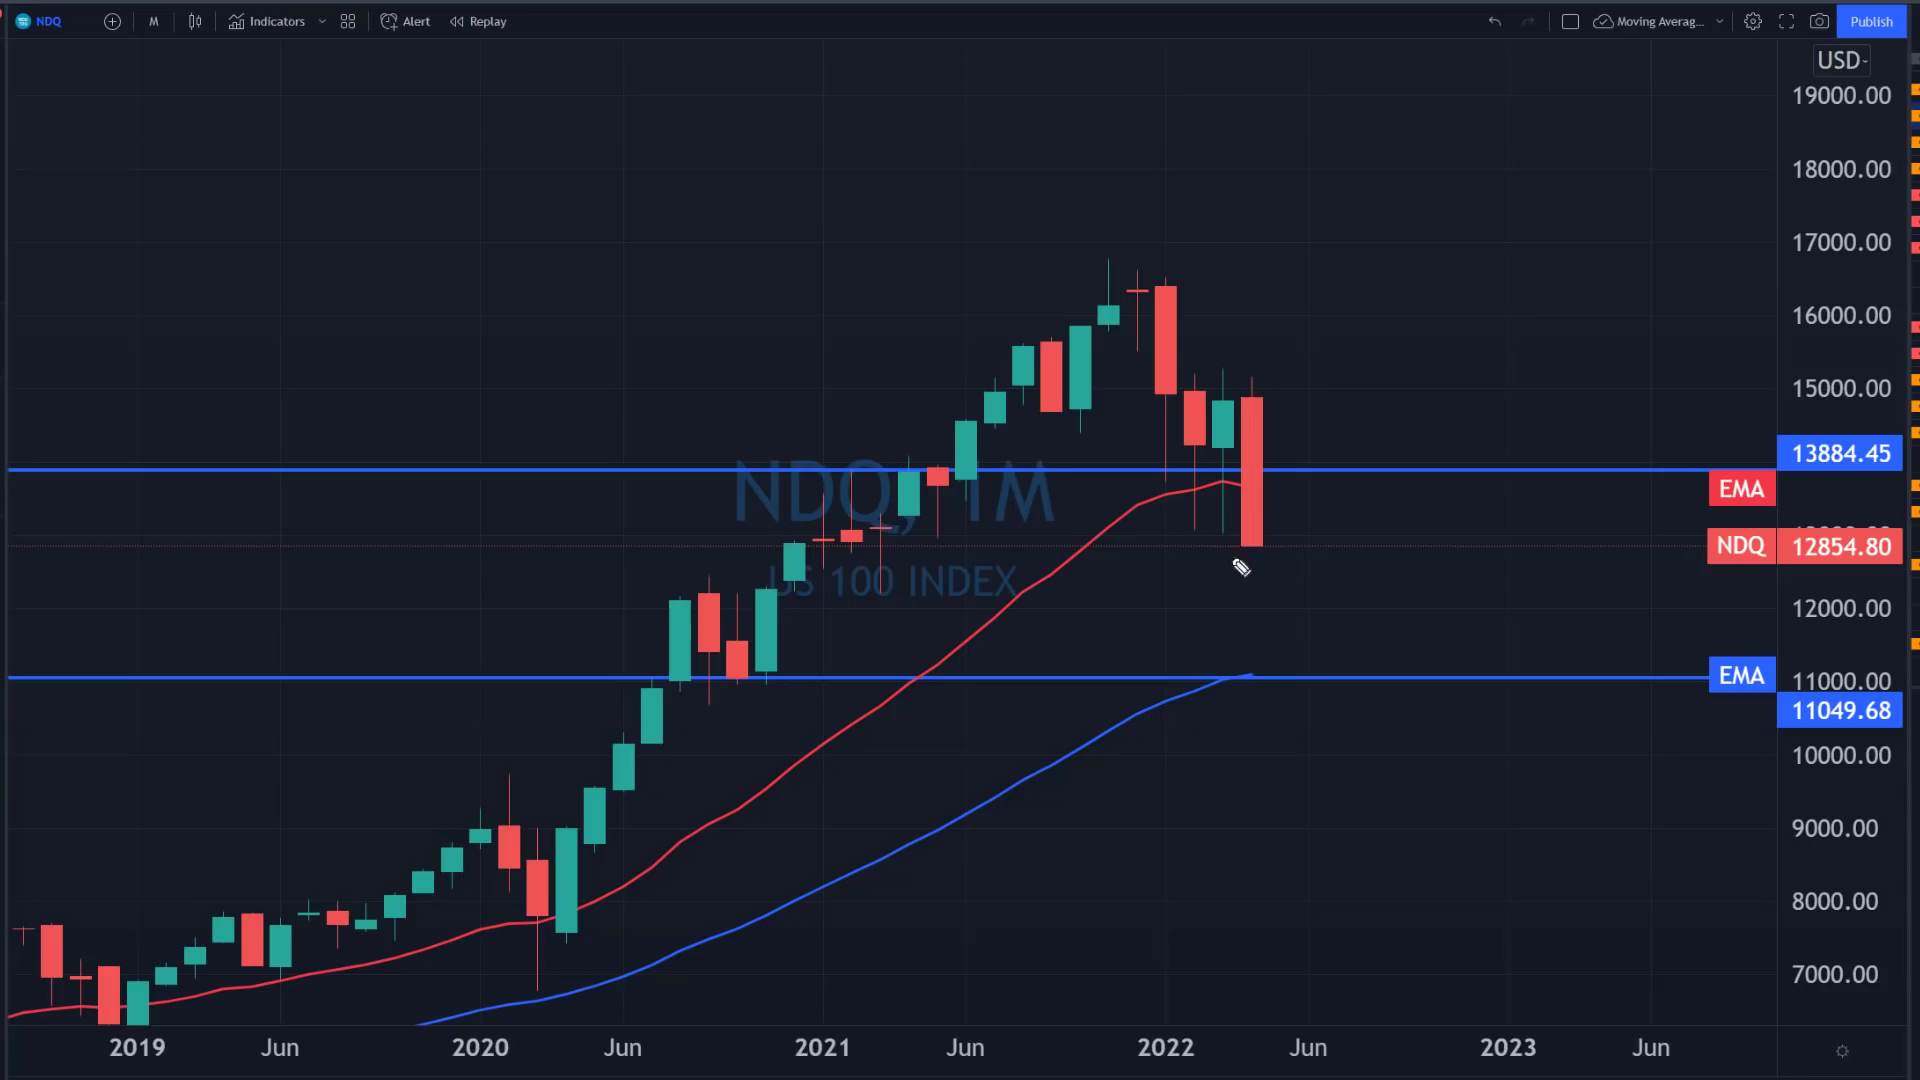 NDQ M Indicators Alert Replay Moving Averag... Publish
USD
19000.00
18000.00
17000.00
16000.00
15000.00
13884.45
EMA
NDQ, 1M
NDQ 12854.80
US 100 INDEX
12000.00
EMA 11000.00
11049.68
10000.00
9000.00
8000.00
7000.00
2019 Jun 2020 Jun 2021 Jun 2022 Jun 2023 Jun